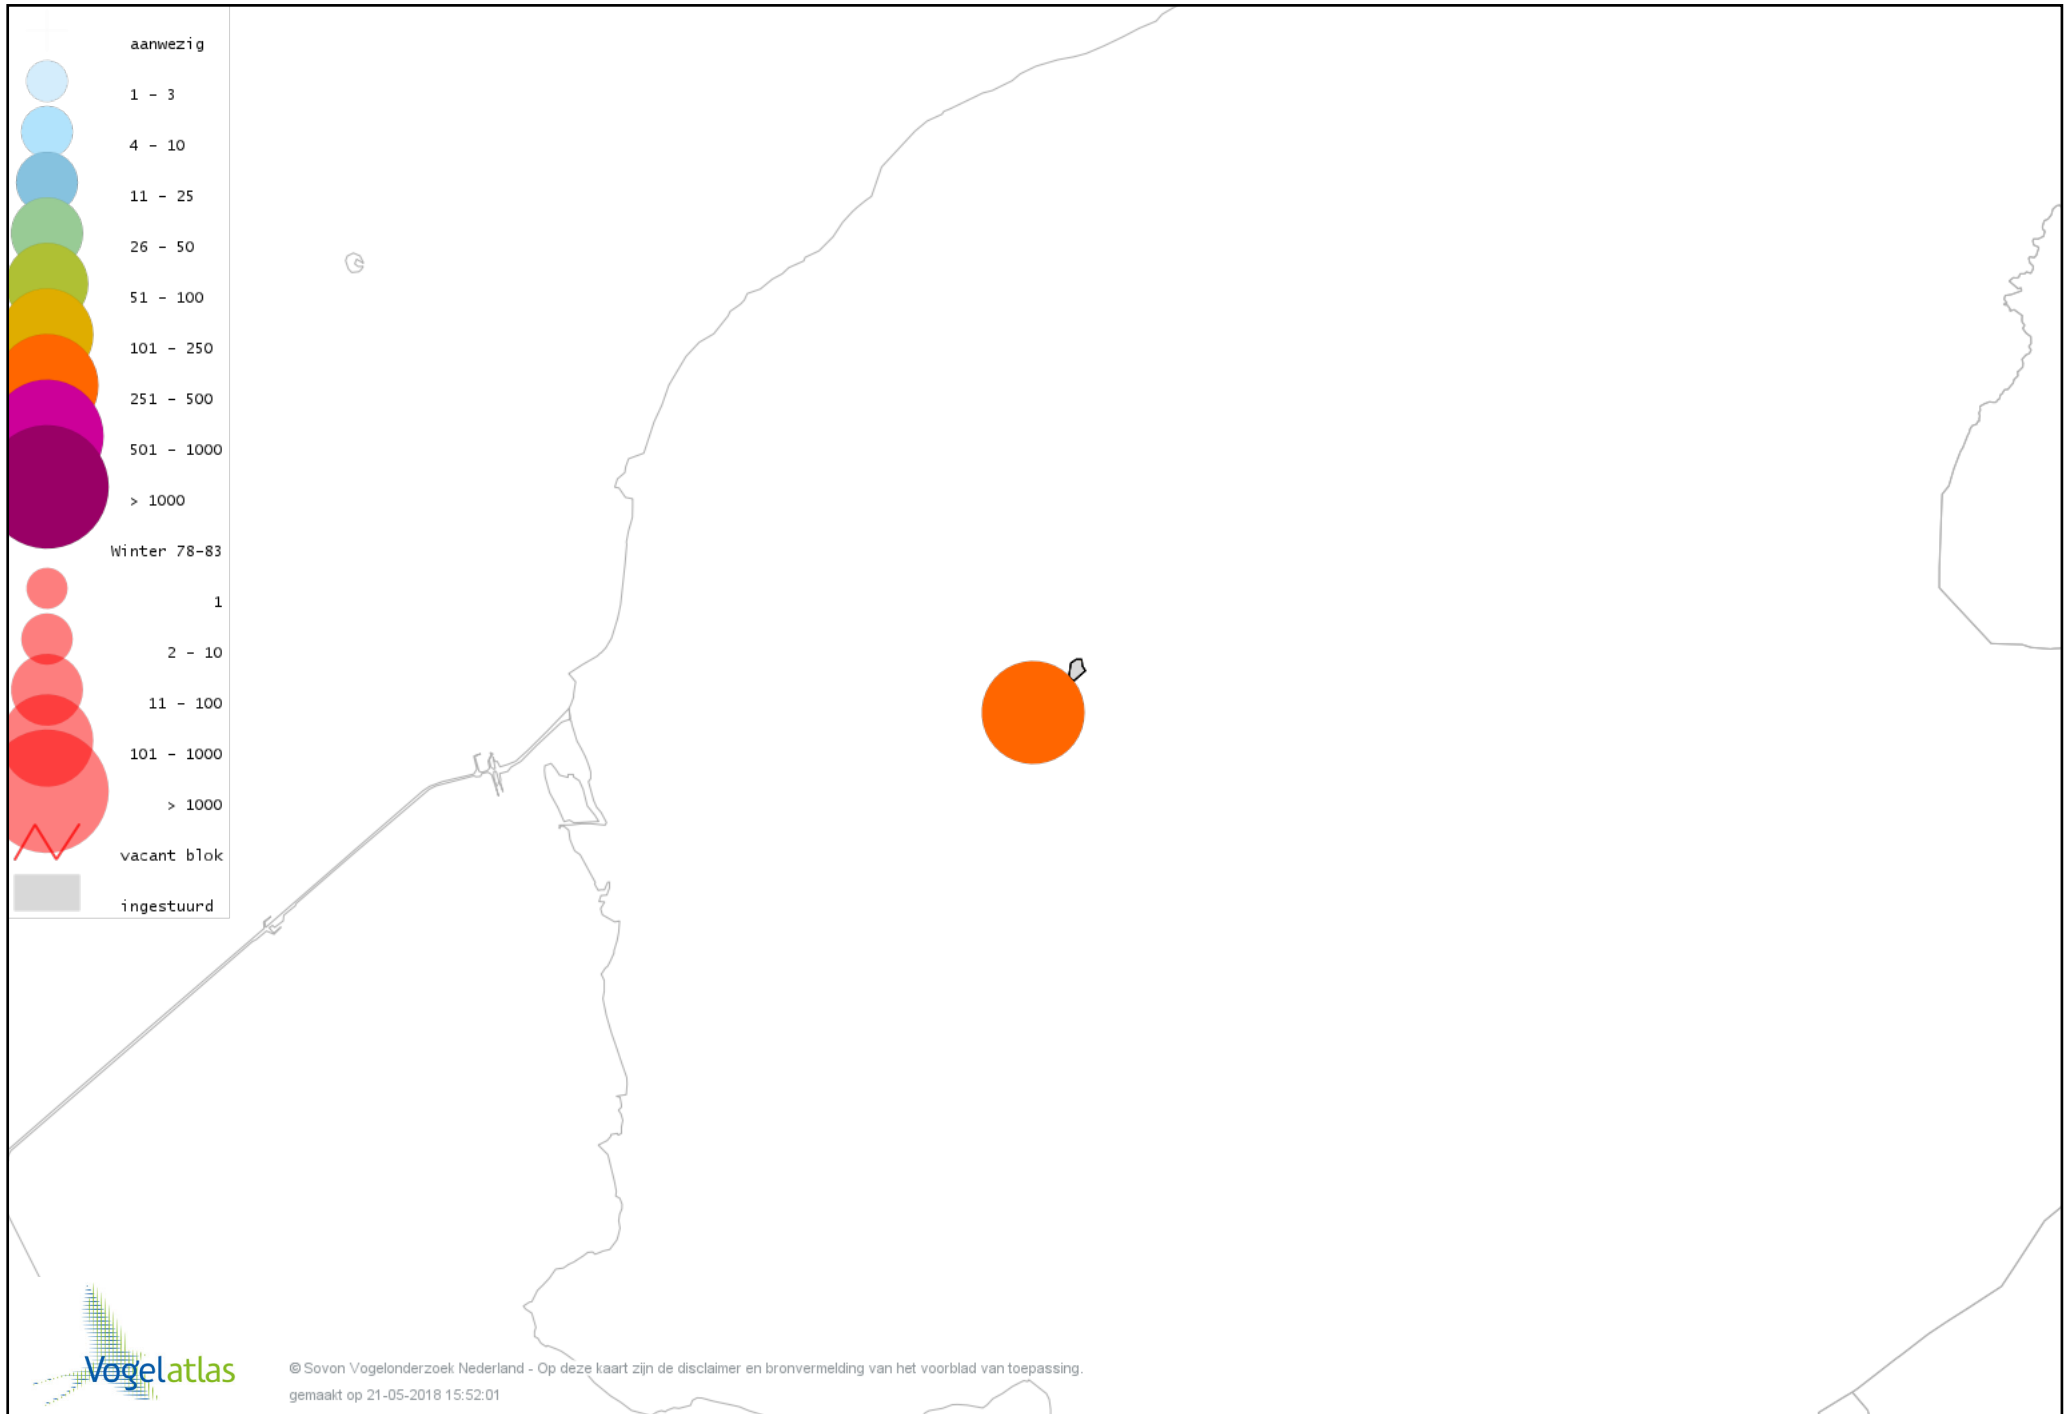 aanwezig
1 - 3
4 - 10
11 - 25
26 - 50
51 - 100
101 - 250
251 - 500
501 - 1000
> 1000
Winter 78-83
1
2 - 10
11 - 100
101 - 1000
> 1000
vacant blok
ingestuurd
Vogelatlas
© Sovon Vogelonderzoek Nederland - Op deze kaart zijn de disclaimer en bronvermelding van het voorblad van toepassing.
gemaakt op 21-05-2018 15:52:01